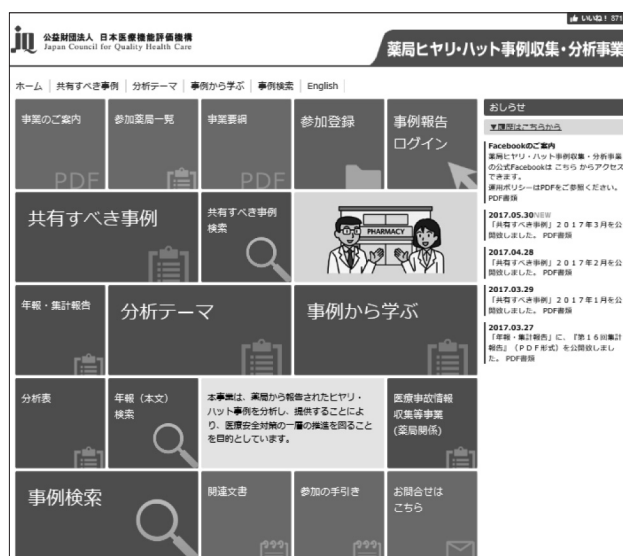 いいね！ 871
公益財団法人 日本医療機能評価機構
Japan Council for Quality Health Care
薬局ヒヤリ・ハット事例収集・分析事業
ホーム
共有すべき事例
分析テーマ
事例から学ぶ
事例検索
English
事業のご案内
PDF
参加薬局一覧
事業要綱
PDF
参加登録
事例報告
ログイン
共有すべき事例
共有すべき事例
検索
PHARMACY
年報・集計報告
分析テーマ
事例から学ぶ
分析表
年報（本文）
検索
本事業は、薬局から報告されたヒヤリ・
ハット事例を分析し、提供することによ
り、医療安全対策の一層の推進を図ること
を目的としています。
医療事故情報
収集等事業
(薬局関係)
事例検索
関連文書
参加の手引き
お問合せは
こちら
おしらせ
▼履歴はこちらから
Facebookのご案内
薬局ヒヤリ・ハット事例収集・分析事業
の公式Facebookは こちら からアクセス
できます。
運用ポリシーはPDFをご参照ください。
PDF書類
2017.05.30NEW
「共有すべき事例」２０１７年３月を公
開致しました。 PDF書類
2017.04.28
「共有すべき事例」２０１７年２月を公
開致しました。 PDF書類
2017.03.29
「共有すべき事例」２０１７年１月を公
開致しました。 PDF書類
2017.03.27
「年報・集計報告」に、『第１６回集計
報告』（ＰＤＦ形式）を公開致しまし
た。 PDF書類